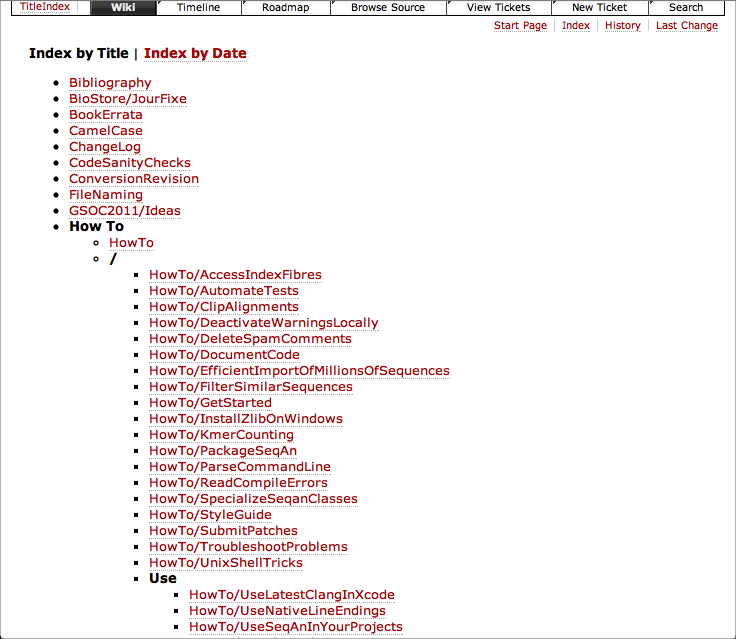 TitleIndex Wiki Timeline Roadmap Browse Source View Tickets New Ticket Search
Start Page Index History Last Change
Index by Title | Index by Date
Bibliography
BioStore/JourFixe
BookErrata
CamelCase
ChangeLog
CodeSanityChecks
ConversionRevision
FileNaming
GSOC2011/Ideas
How To
HowTo
/
HowTo/AccessIndexFibres
HowTo/AutomateTests
HowTo/ClipAlignments
HowTo/DeactivateWarningsLocally
HowTo/DeleteSpamComments
HowTo/DocumentCode
HowTo/EfficientImportOfMillionsOfSequences
HowTo/FilterSimilarSequences
HowTo/GetStarted
HowTo/InstallZlibOnWindows
HowTo/KmerCounting
HowTo/PackageSeqAn
HowTo/ParseCommandLine
HowTo/ReadCompileErrors
HowTo/SpecializeSeqanClasses
HowTo/StyleGuide
HowTo/SubmitPatches
HowTo/TroubleshootProblems
HowTo/UnixShellTricks
Use
HowTo/UseLatestClangInXcode
HowTo/UseNativeLineEndings
HowTo/UseSeqAnInYourProjects